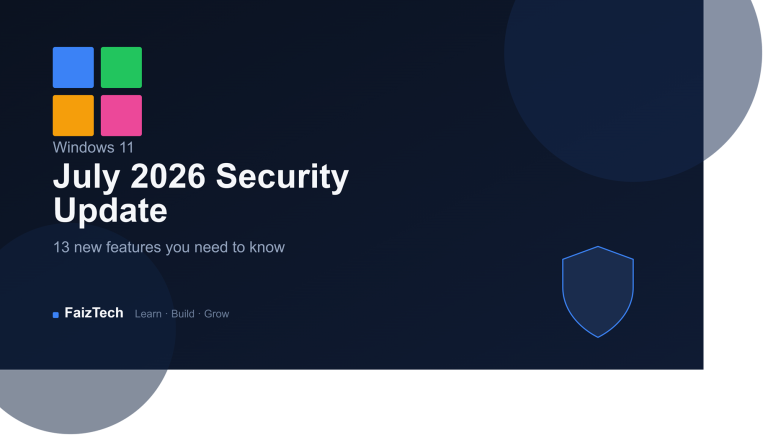 Windows 11
July 2026 Security
Update
13 new features you need to know
FaizTech Learn · Build · Grow